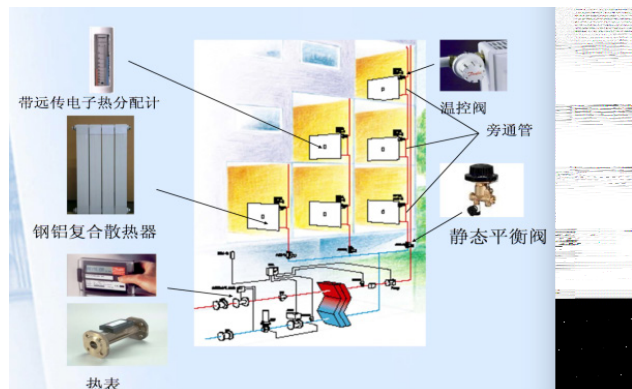 带远传电子热分配计
温控阀
旁通管
钢铝复合散热器
静态平衡阀
热表